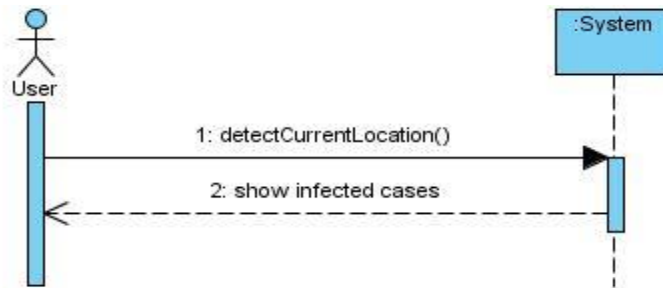 :System
User
1: detectCurrentLocation()
2: show infected cases